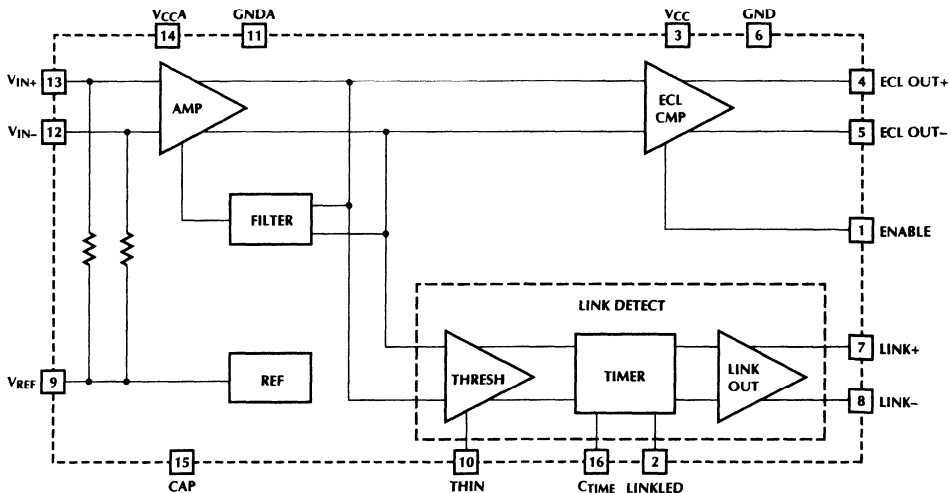 VCCA
GNDA
VCC
GND
14
11
3
6
VIN+
13
AMP
ECL
CMP
4
ECL OUT+
VIN−
12
5
ECL OUT−
FILTER
1
ENABLE
LINK DETECT
7
LINK+
VREF
9
REF
THRESH
TIMER
LINK
OUT
8
LINK−
15
10
16
2
CAP
THIN
CTIME
LINKLED